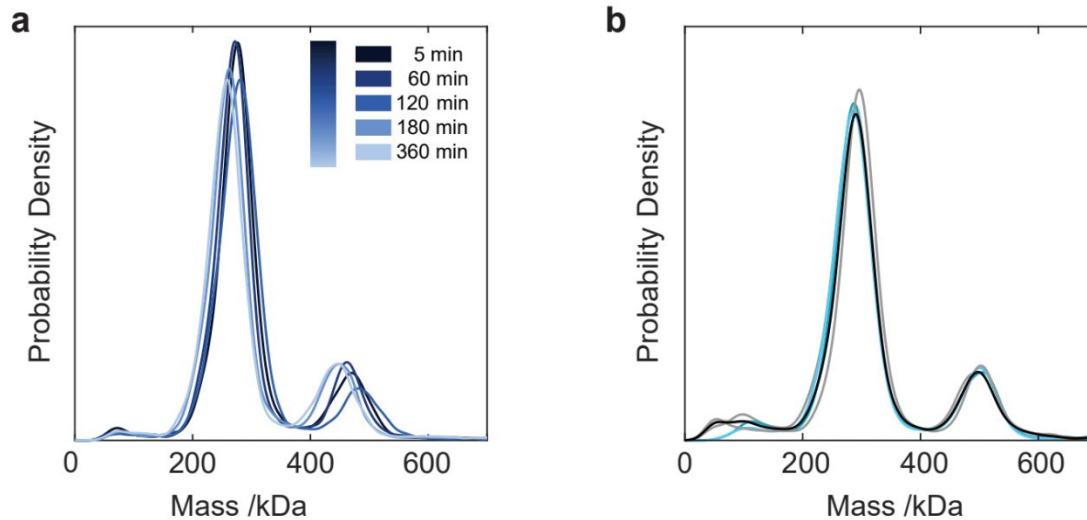 a
Probability Density
5 min
60 min
120 min
180 min
360 min
0 200 400 600
Mass /kDa
b
Probability Density
0 200 400 600
Mass /kDa